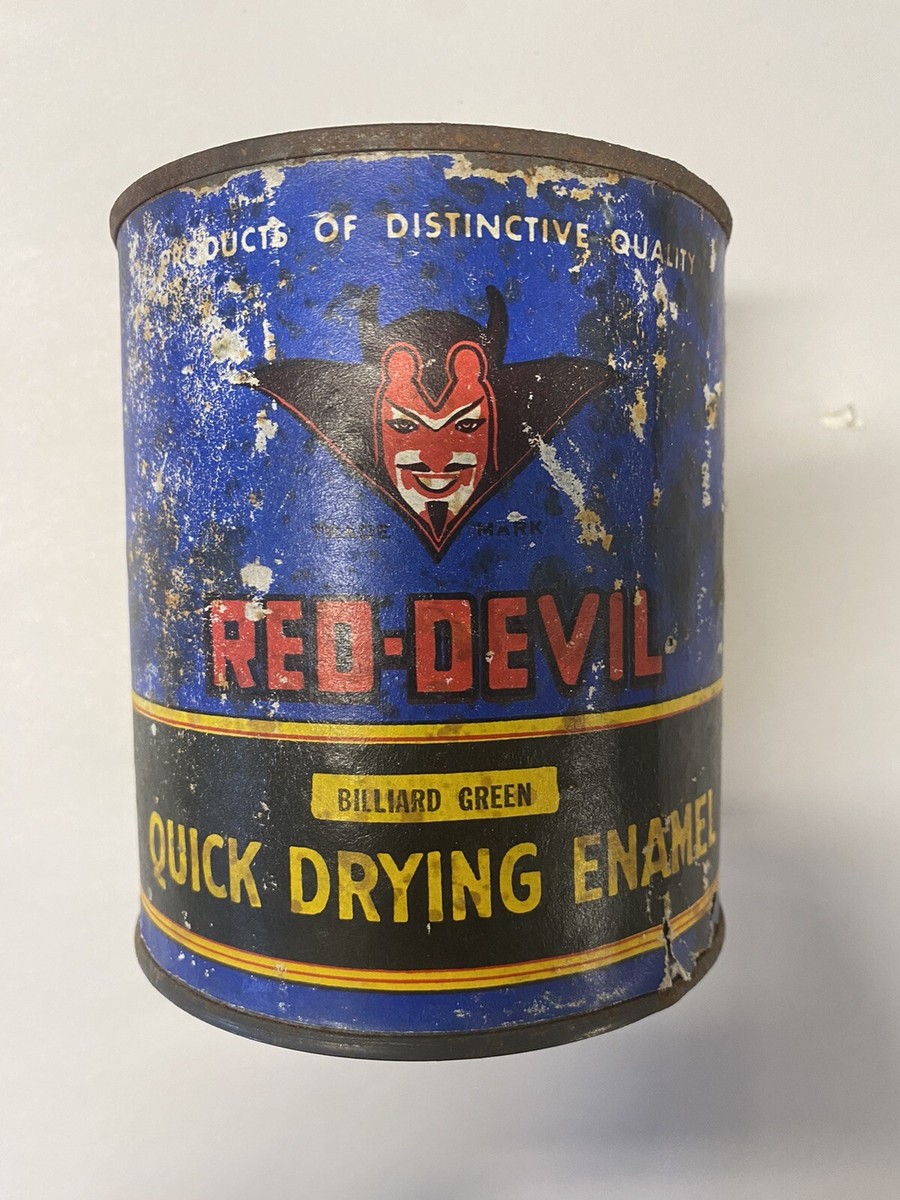 PRODUCTS OF DISTINCTIVE QUALITY
TRADE MARK
RED-DEVIL
BILLIARD GREEN
QUICK DRYING ENAMEL